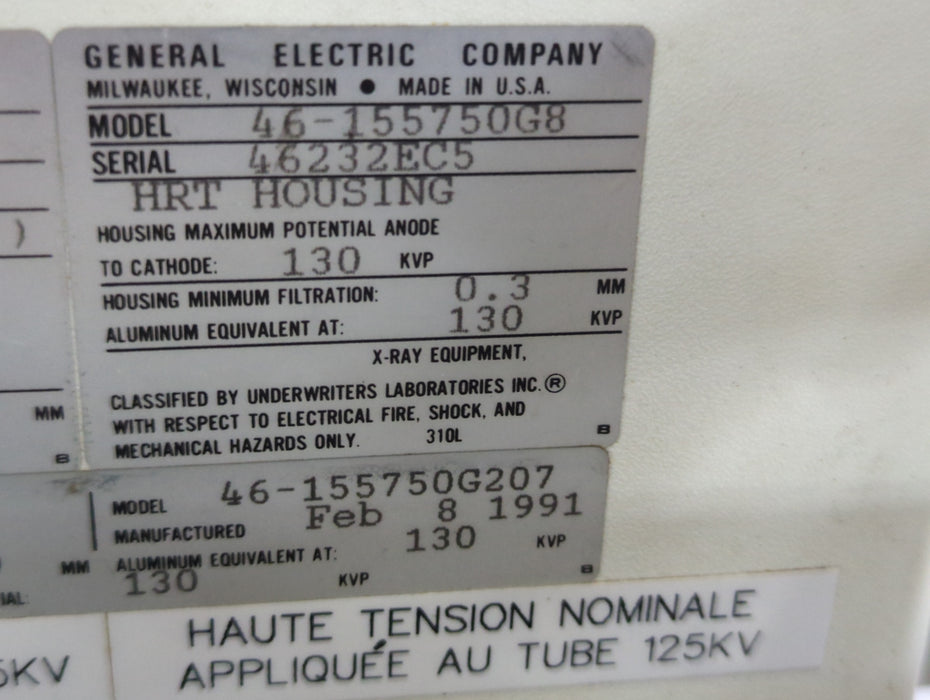 GENERAL ELECTRIC COMPANY
MILWAUKEE, WISCONSIN ● MADE IN U.S.A.
MODEL 46-155750G8
SERIAL 46232EC5
HRT HOUSING
)
HOUSING MAXIMUM POTENTIAL ANODE
TO CATHODE: 130 KVP
HOUSING MINIMUM FILTRATION: 0.3 MM
ALUMINUM EQUIVALENT AT: 130 KVP
X-RAY EQUIPMENT,
CLASSIFIED BY UNDERWRITERS LABORATORIES INC.®
MM
WITH RESPECT TO ELECTRICAL FIRE, SHOCK, AND
MECHANICAL HAZARDS ONLY. 310L B
B
MODEL 46-155750G207
MANUFACTURED Feb 8 1991
MM ALUMINUM EQUIVALENT AT: 130 KVP
130 KVP B
IAL:
HAUTE TENSION NOMINALE
5KV APPLIQUÉE AU TUBE 125KV